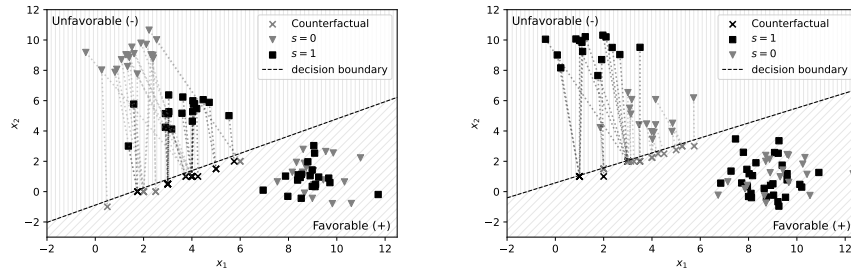 Unfavorable (-)
Counterfactual
s = 0
s = 1
decision boundary
Favorable (+)
x₂
12
10
8
6
4
2
0
−2
−2
0
2
4
6
8
10
12
x₁
Unfavorable (-)
Counterfactual
s = 1
s = 0
decision boundary
Favorable (+)
x₂
12
10
8
6
4
2
0
−2
−2
0
2
4
6
8
10
12
x₁